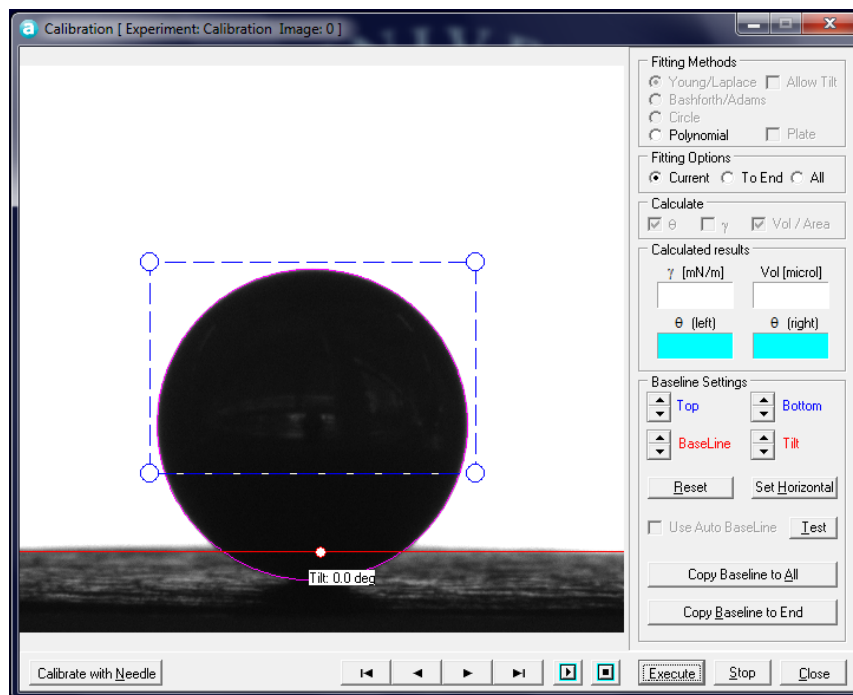 Calibration [ Experiment: Calibration Image: 0 ]
Fitting Methods
Young/Laplace Allow Tilt
Bashforth/Adams
Circle
Polynomial Plate
Fitting Options
Current To End All
Calculate
θ γ Vol / Area
Calculated results
γ [mN/m] Vol [microl]
θ (left) θ (right)
Baseline Settings
Top Bottom
BaseLine Tilt
Reset Set Horizontal
Use Auto BaseLine Test
Tilt: 0.0 deg
Copy Baseline to All
Copy Baseline to End
Calibrate with Needle Execute Stop Close